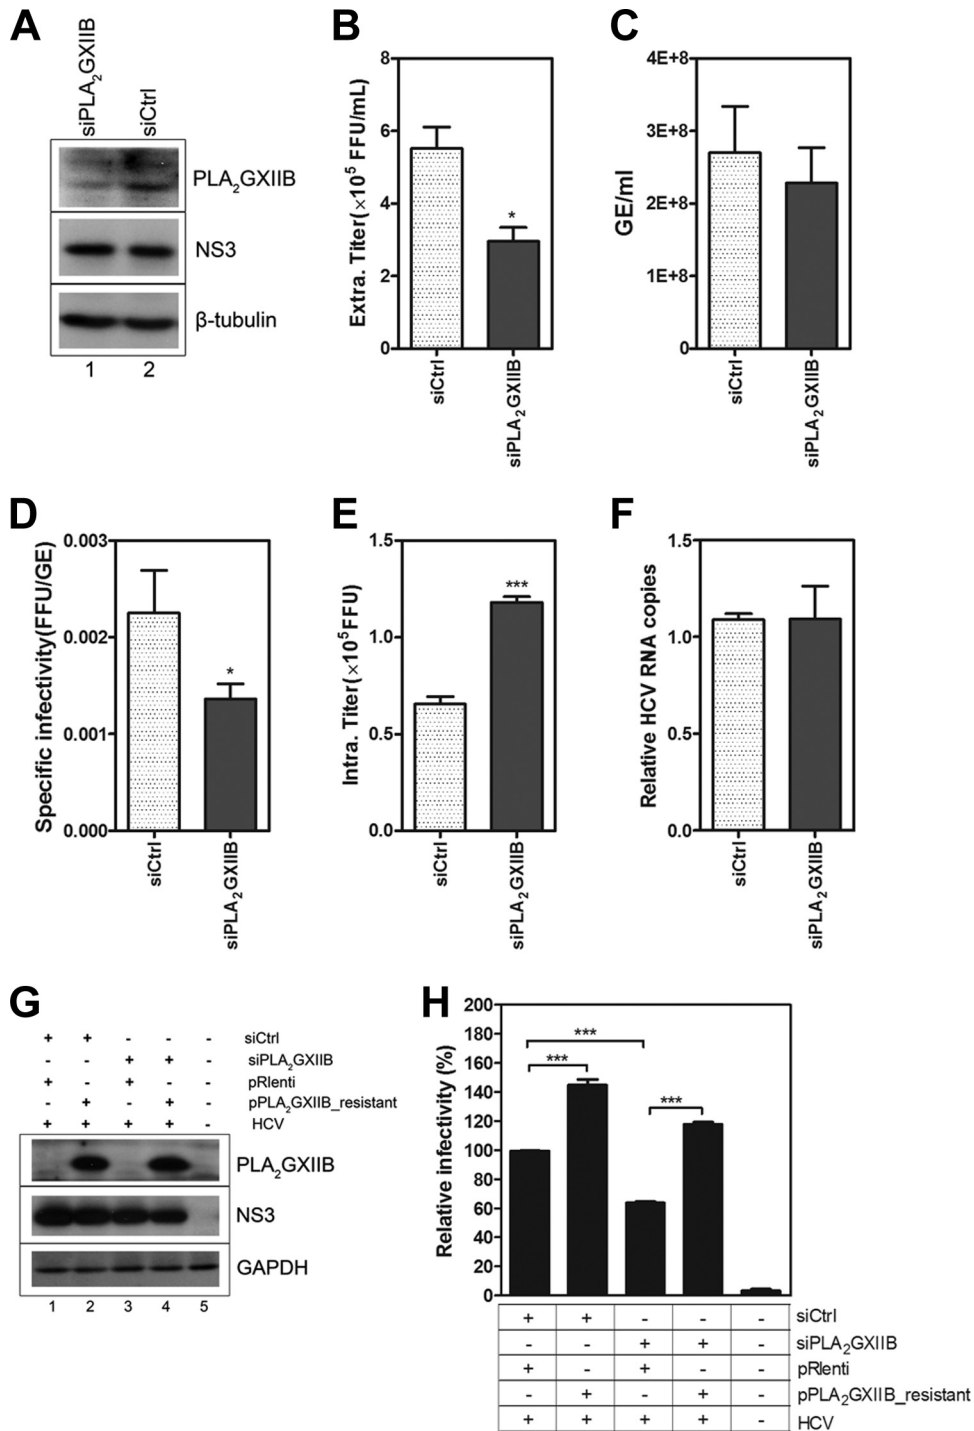 A
siPLA₂GXIIB
siCtrl
PLA₂GXIIB
NS3
β-tubulin
1 2
B
Extra. Titer(×10⁵ FFU/mL)
8
6
4
2
0
*
siCtrl
siPLA₂GXIIB
C
GE/ml
4E+8
3E+8
2E+8
1E+8
0
siCtrl
siPLA₂GXIIB
D
Specific infectivity(FFU/GE)
0.003
0.002
0.001
0.000
*
siCtrl
siPLA₂GXIIB
E
Intra. Titer(×10⁵FFU)
1.5
1.0
0.5
0.0
***
siCtrl
siPLA₂GXIIB
F
Relative HCV RNA copies
1.5
1.0
0.5
0.0
siCtrl
siPLA₂GXIIB
G
+ + - - - siCtrl
- - + + - siPLA₂GXIIB
+ - + - - pRlenti
- + - + - pPLA₂GXIIB_resistant
+ + + + - HCV
PLA₂GXIIB
NS3
GAPDH
1 2 3 4 5
H
Relative infectivity (%)
200
180
160
140
120
100
80
60
40
20
0
***
***
***
+ + - - - siCtrl
- - + + - siPLA₂GXIIB
+ - + - - pRlenti
- + - + - pPLA₂GXIIB_resistant
+ + + + - HCV